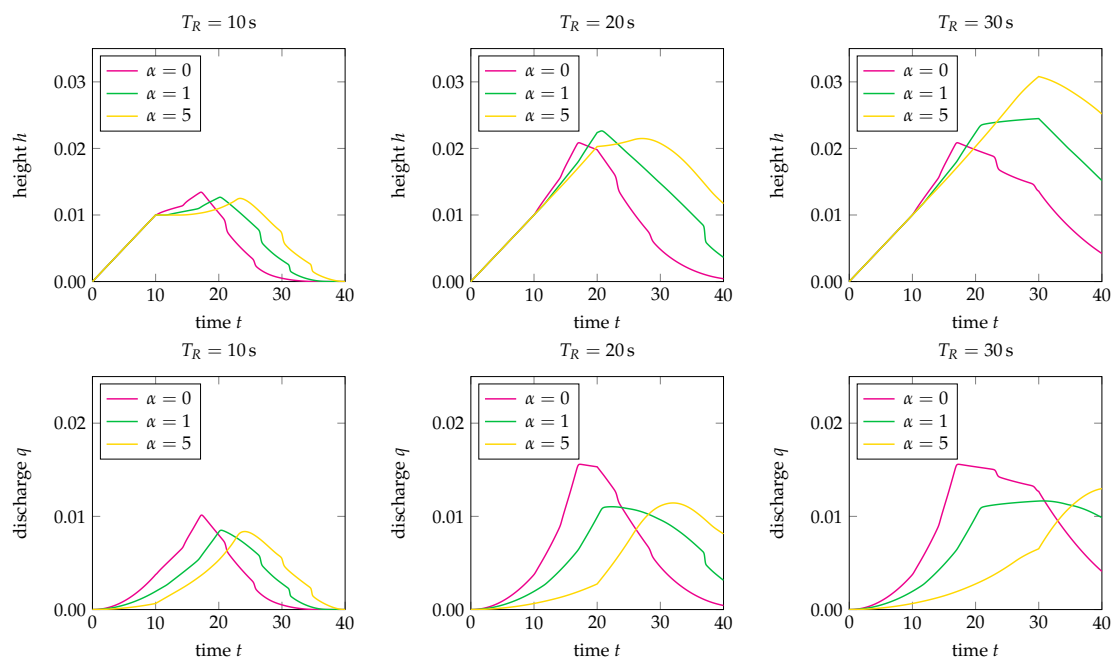 T_R = 10 s
T_R = 20 s
T_R = 30 s
height h
0.03
0.02
0.01
0.00
α = 0
α = 1
α = 5
0 10 20 30 40
time t
height h
0.03
0.02
0.01
0.00
α = 0
α = 1
α = 5
0 10 20 30 40
time t
height h
0.03
0.02
0.01
0.00
α = 0
α = 1
α = 5
0 10 20 30 40
time t
T_R = 10 s
T_R = 20 s
T_R = 30 s
discharge q
0.02
0.01
0.00
α = 0
α = 1
α = 5
0 10 20 30 40
time t
discharge q
0.02
0.01
0.00
α = 0
α = 1
α = 5
0 10 20 30 40
time t
discharge q
0.02
0.01
0.00
α = 0
α = 1
α = 5
0 10 20 30 40
time t